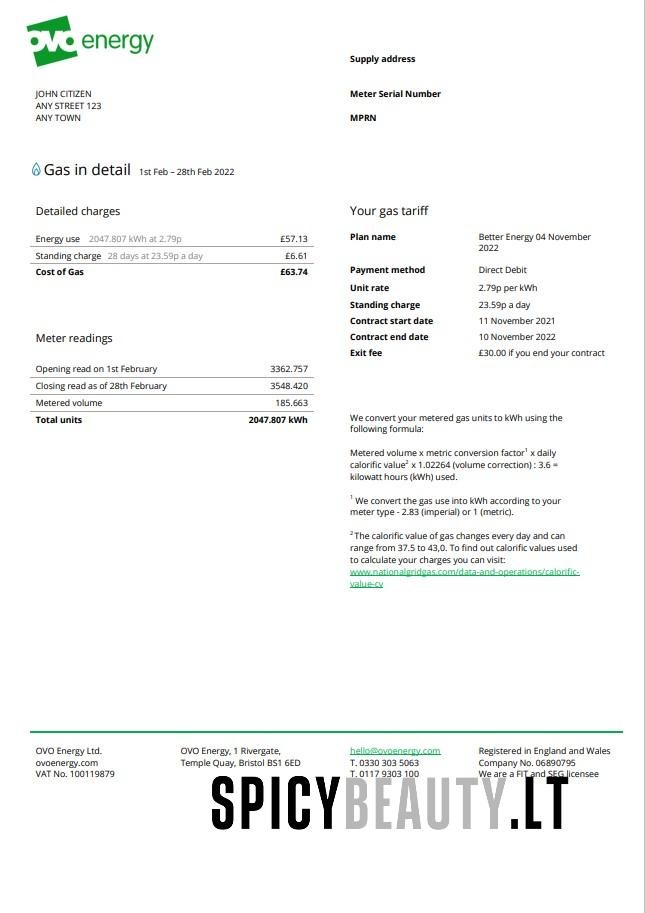 ovo energy
JOHN CITIZEN
ANY STREET 123
ANY TOWN
Supply address
Meter Serial Number
MPRN
Gas in detail 1st Feb – 28th Feb 2022
Detailed charges
Energy use 2047.807 kWh at 2.79p £57.13
Standing charge 28 days at 23.59p a day £6.61
Cost of Gas £63.74
Meter readings
Opening read on 1st February 3362.757
Closing read as of 28th February 3548.420
Metered volume 185.663
Total units 2047.807 kWh
Your gas tariff
Plan name Better Energy 04 November
2022
Payment method Direct Debit
Unit rate 2.79p per kWh
Standing charge 23.59p a day
Contract start date 11 November 2021
Contract end date 10 November 2022
Exit fee £30.00 if you end your contract
We convert your metered gas units to kWh using the
following formula:
Metered volume x metric conversion factor¹ x daily
calorific value² x 1.02264 (volume correction) : 3.6 =
kilowatt hours (kWh) used.
¹ We convert the gas use into kWh according to your
meter type - 2.83 (imperial) or 1 (metric).
² The calorific value of gas changes every day and can
range from 37.5 to 43,0. To find out calorific values used
to calculate your charges you can visit:
www.nationalgridgas.com/data-and-operations/calorific-
value-cv
OVO Energy Ltd.
ovoenergy.com
VAT No. 100119879
OVO Energy, 1 Rivergate,
Temple Quay, Bristol BS1 6ED
hello@ovoenergy.com
T. 0330 303 5063
T. 0117 9303 100
Registered in England and Wales
Company No. 06890795
We are a FIT and SEG licensee
SPICYBEAUTY.LT